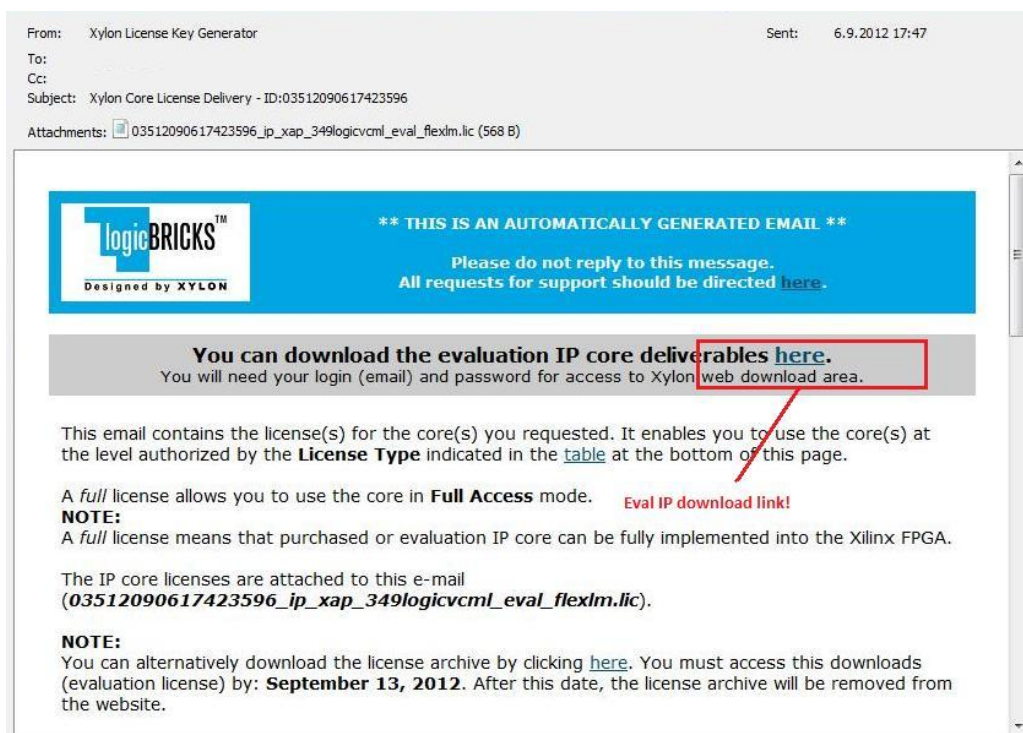 From: Xylon License Key Generator Sent: 6.9.2012 17:47
To:
Cc:
Subject: Xylon Core License Delivery - ID:03512090617423596
Attachments: 03512090617423596_ip_xap_349logicvcml_eval_flexlm.lic (568 B)
logicBRICKS™
Designed by XYLON
** THIS IS AN AUTOMATICALLY GENERATED EMAIL **
Please do not reply to this message.
All requests for support should be directed here.
You can download the evaluation IP core deliverables here.
You will need your login (email) and password for access to Xylon web download area.
This email contains the license(s) for the core(s) you requested. It enables you to use the core(s) at
the level authorized by the License Type indicated in the table at the bottom of this page.
A full license allows you to use the core in Full Access mode.
Eval IP download link!
NOTE:
A full license means that purchased or evaluation IP core can be fully implemented into the Xilinx FPGA.
The IP core licenses are attached to this e-mail
(03512090617423596_ip_xap_349logicvcml_eval_flexlm.lic).
NOTE:
You can alternatively download the license archive by clicking here. You must access this downloads
(evaluation license) by: September 13, 2012. After this date, the license archive will be removed from
the website.